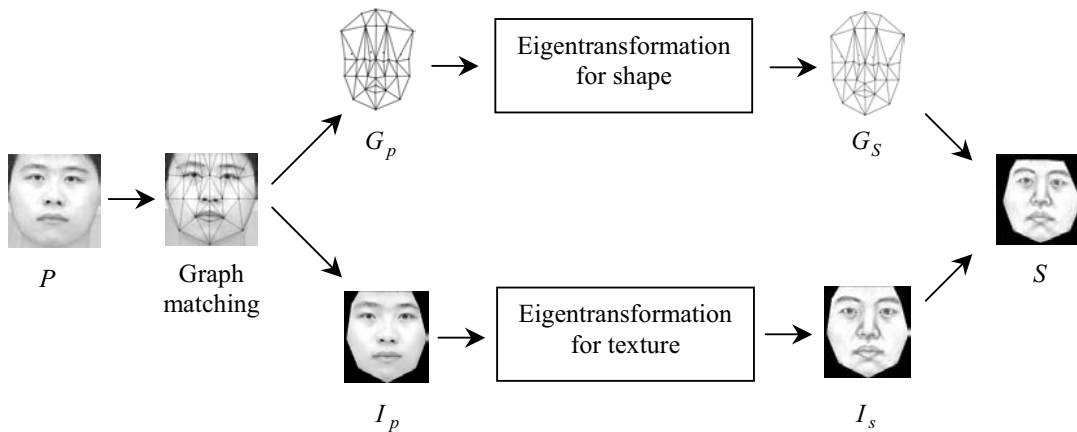 Eigentransformation
for shape
G_p
G_S
P
Graph
matching
S
Eigentransformation
for texture
I_p
I_s